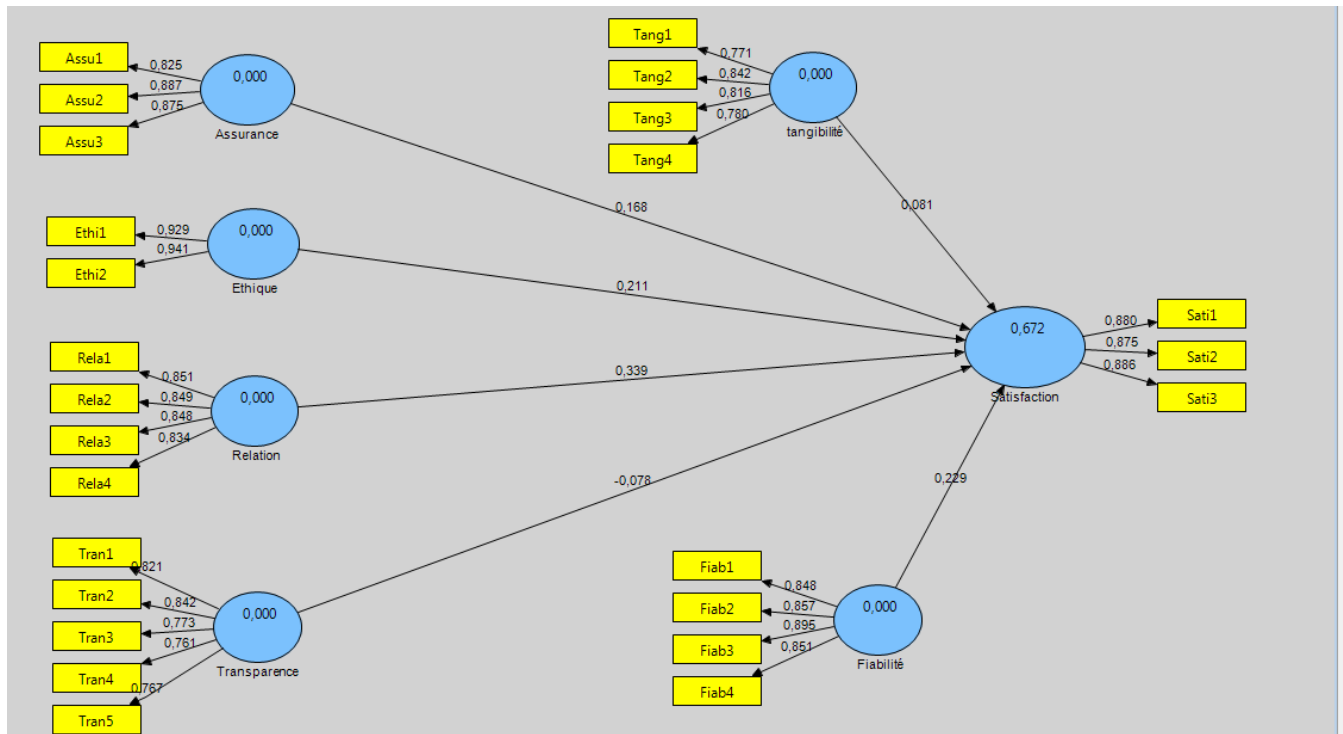 Assu1
Assu2
Assu3
0,825
0,887
0,875
0,000
Assurance
Tang1
Tang2
Tang3
Tang4
0,771
0,842
0,816
0,780
0,000
tangibilité
0,168
0,081
Ethi1
Ethi2
0,929
0,941
0,000
Ethique
0,211
Rela1
Rela2
Rela3
Rela4
0,851
0,849
0,848
0,834
0,000
Relation
0,339
0,672
Satisfaction
0,880
0,875
0,886
Sati1
Sati2
Sati3
Tran1
Tran2
Tran3
Tran4
Tran5
0,821
0,842
0,773
0,761
0,767
0,000
Transparence
-0,078
0,229
Fiab1
Fiab2
Fiab3
Fiab4
0,848
0,857
0,895
0,851
0,000
Fiabilité